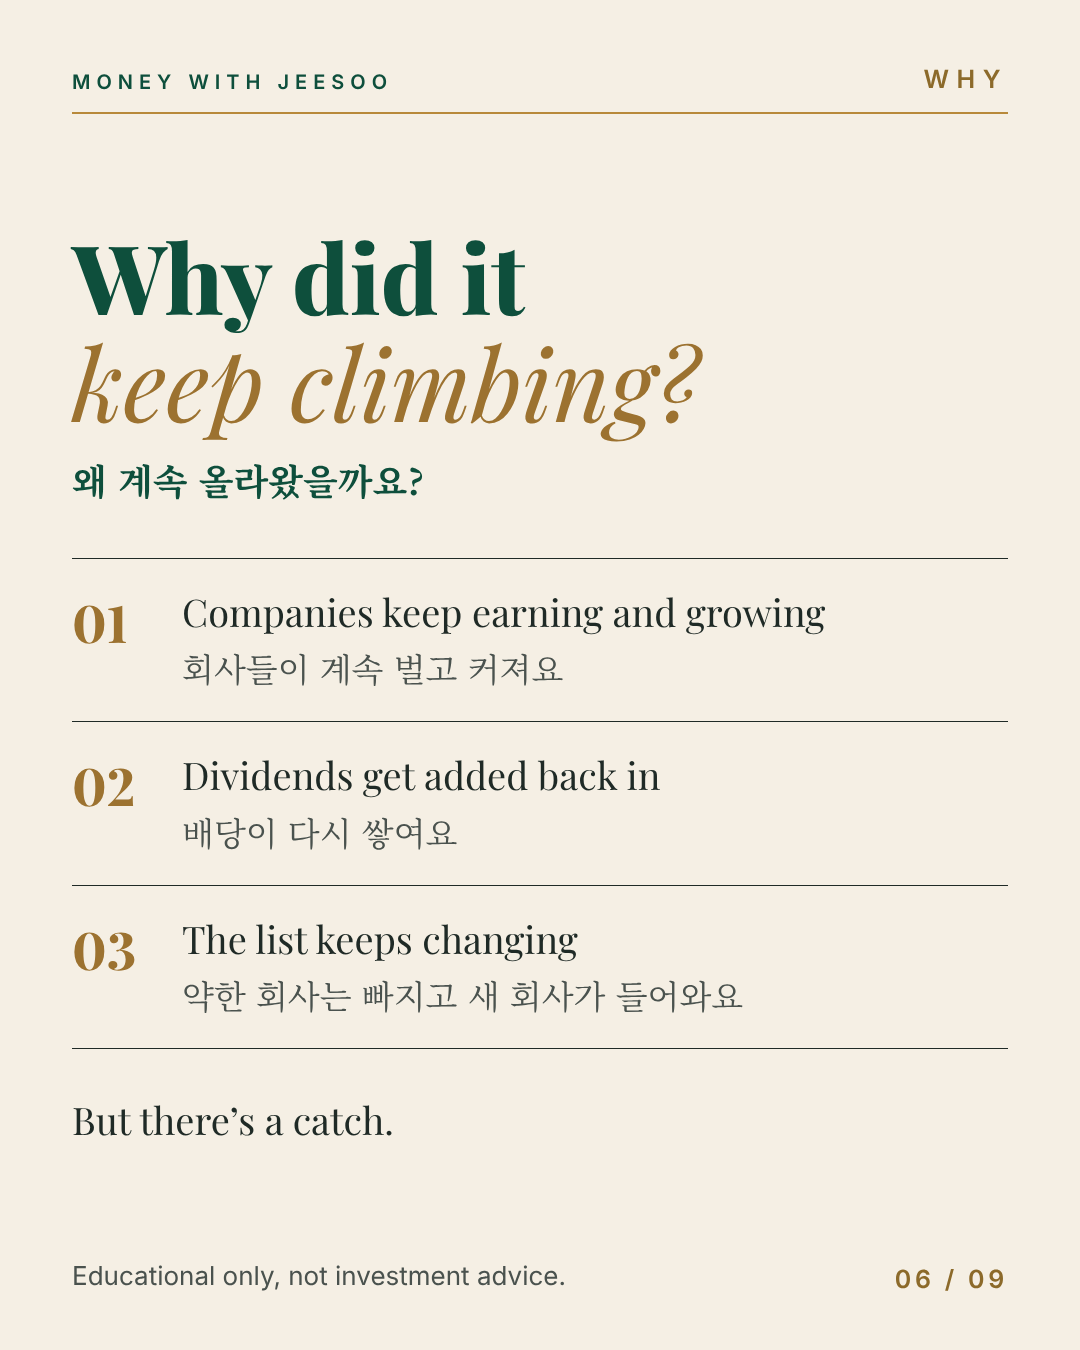 MONEY WITH JEESOO
WHY
Why did it
keep climbing?
왜 계속 올라왔을까요?
01
Companies keep earning and growing
회사들이 계속 벌고 커져요
02
Dividends get added back in
배당이 다시 쌓여요
03
The list keeps changing
약한 회사는 빠지고 새 회사가 들어와요
But there’s a catch.
Educational only, not investment advice.
06 / 09